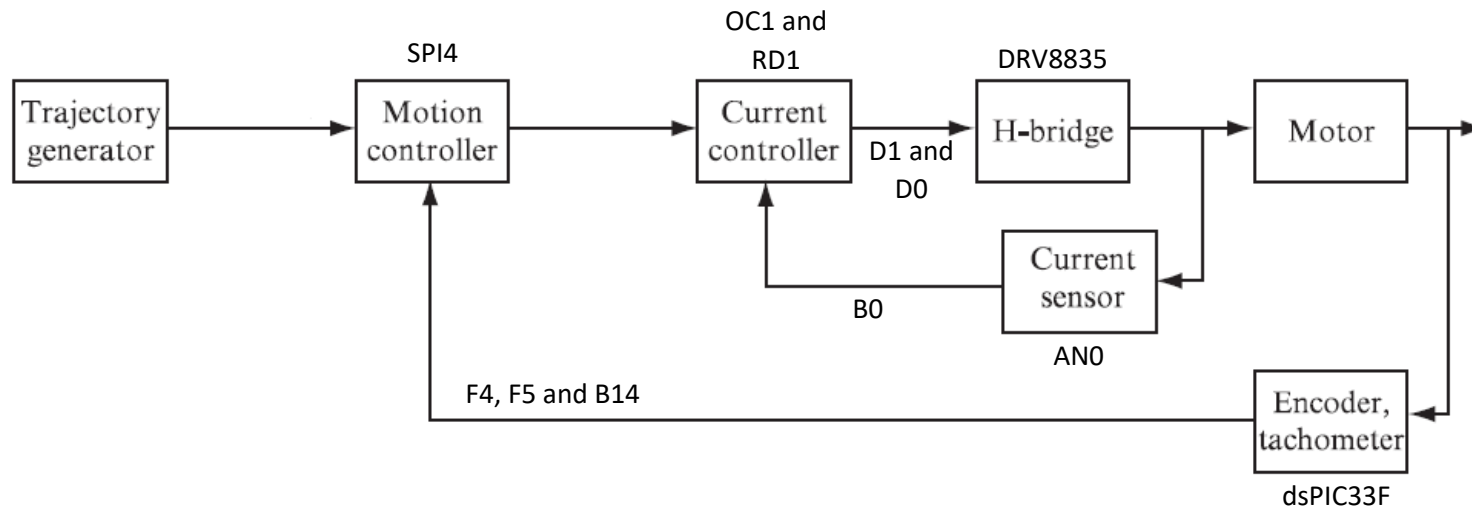 OC1 and
RD1
SPI4
DRV8835
Trajectory
generator
Motion
controller
Current
controller
H-bridge
Motor
D1 and
D0
Current
sensor
B0
AN0
F4, F5 and B14
Encoder,
tachometer
dsPIC33F